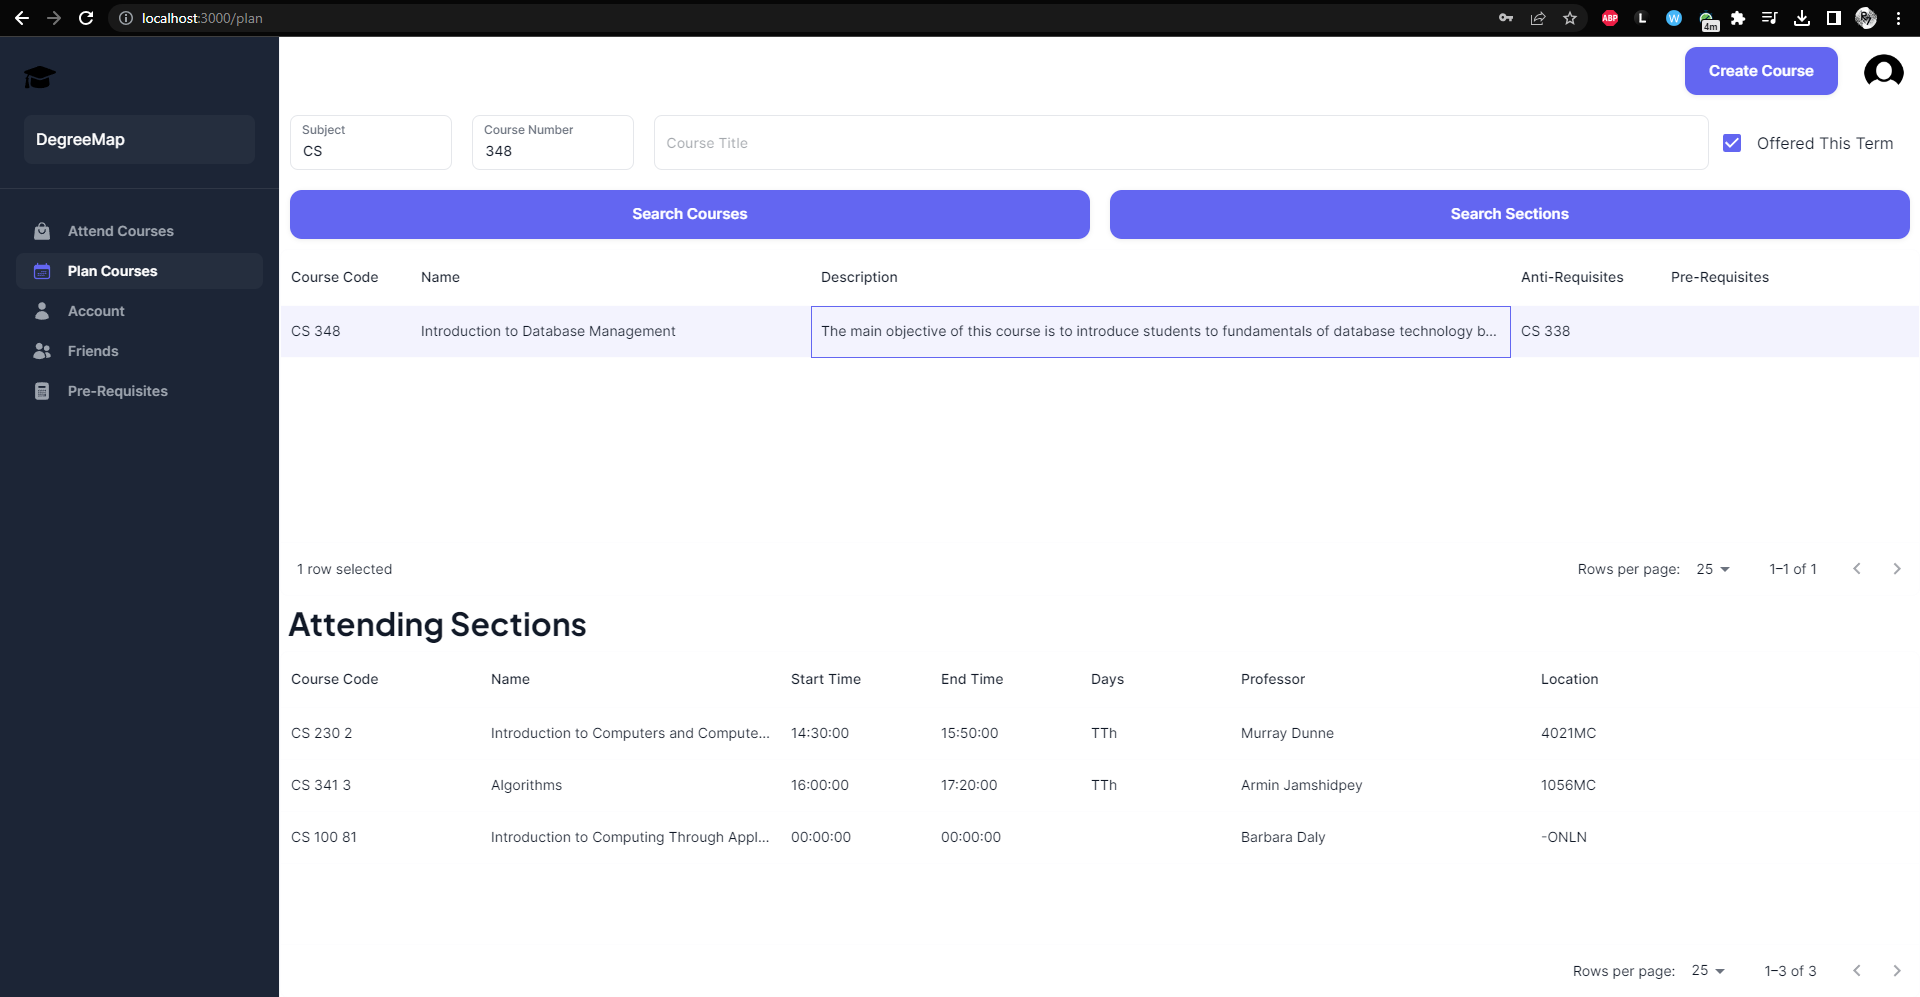 localhost:3000/plan
ABP
L
W
4m
DegreeMap
Attend Courses
Plan Courses
Account
Friends
Pre-Requisites
Create Course
Subject
CS
Course Number
348
Course Title
Offered This Term
Search Courses
Search Sections
Course Code Name Description Anti-Requisites Pre-Requisites
CS 348 Introduction to Database Management The main objective of this course is to introduce students to fundamentals of database technology b... CS 338
1 row selected
Rows per page: 25 1–1 of 1
Attending Sections
Course Code Name Start Time End Time Days Professor Location
CS 230 2 Introduction to Computers and Compute... 14:30:00 15:50:00 TTh Murray Dunne 4021MC
CS 341 3 Algorithms 16:00:00 17:20:00 TTh Armin Jamshidpey 1056MC
CS 100 81 Introduction to Computing Through Appl... 00:00:00 00:00:00 Barbara Daly -ONLN
Rows per page: 25 1–3 of 3